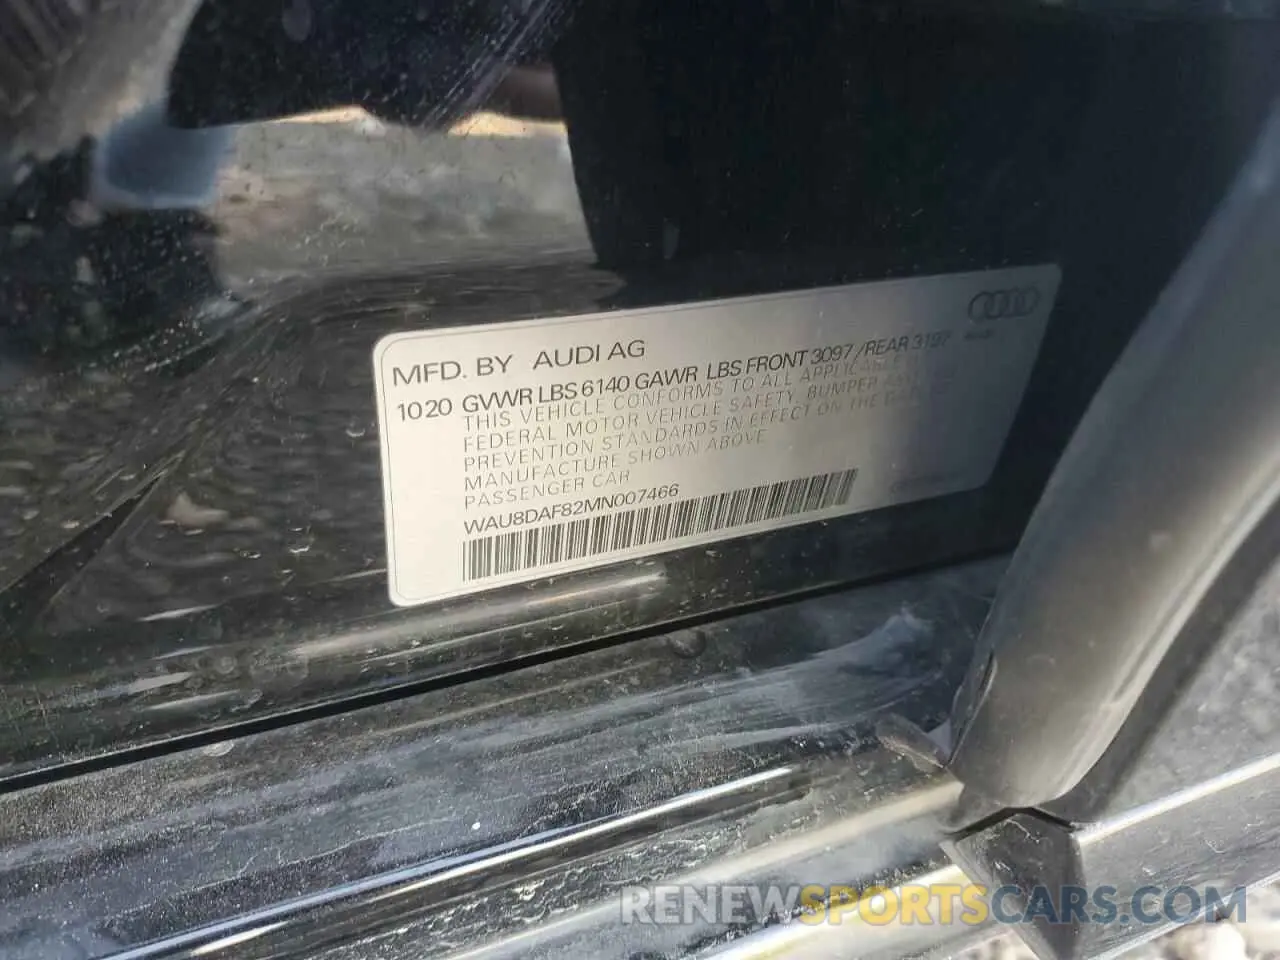 MFD. BY AUDI AG
1020 GVWR LBS 6140 GAWR LBS FRONT 3097 / REAR 3197
THIS VEHICLE CONFORMS TO ALL APPLICABLE
FEDERAL MOTOR VEHICLE SAFETY, BUMPER AND
PREVENTION STANDARDS IN EFFECT ON THE DATE
MANUFACTURE SHOWN ABOVE
PASSENGER CAR
WAU8DAF82MN007466
RENEWSPORTSCARS.COM